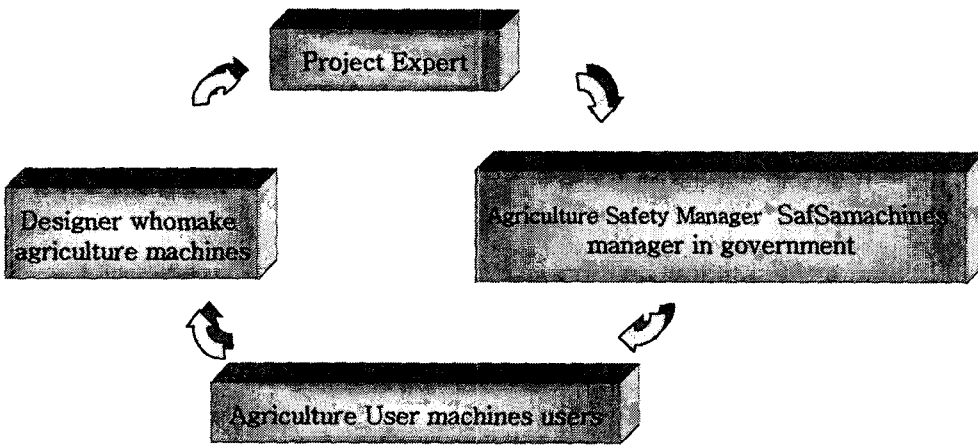 Project Expert
Designer whomake
agriculture machines
Agriculture Safety Manager SafSamachines
manager in government
Agriculture User machines users